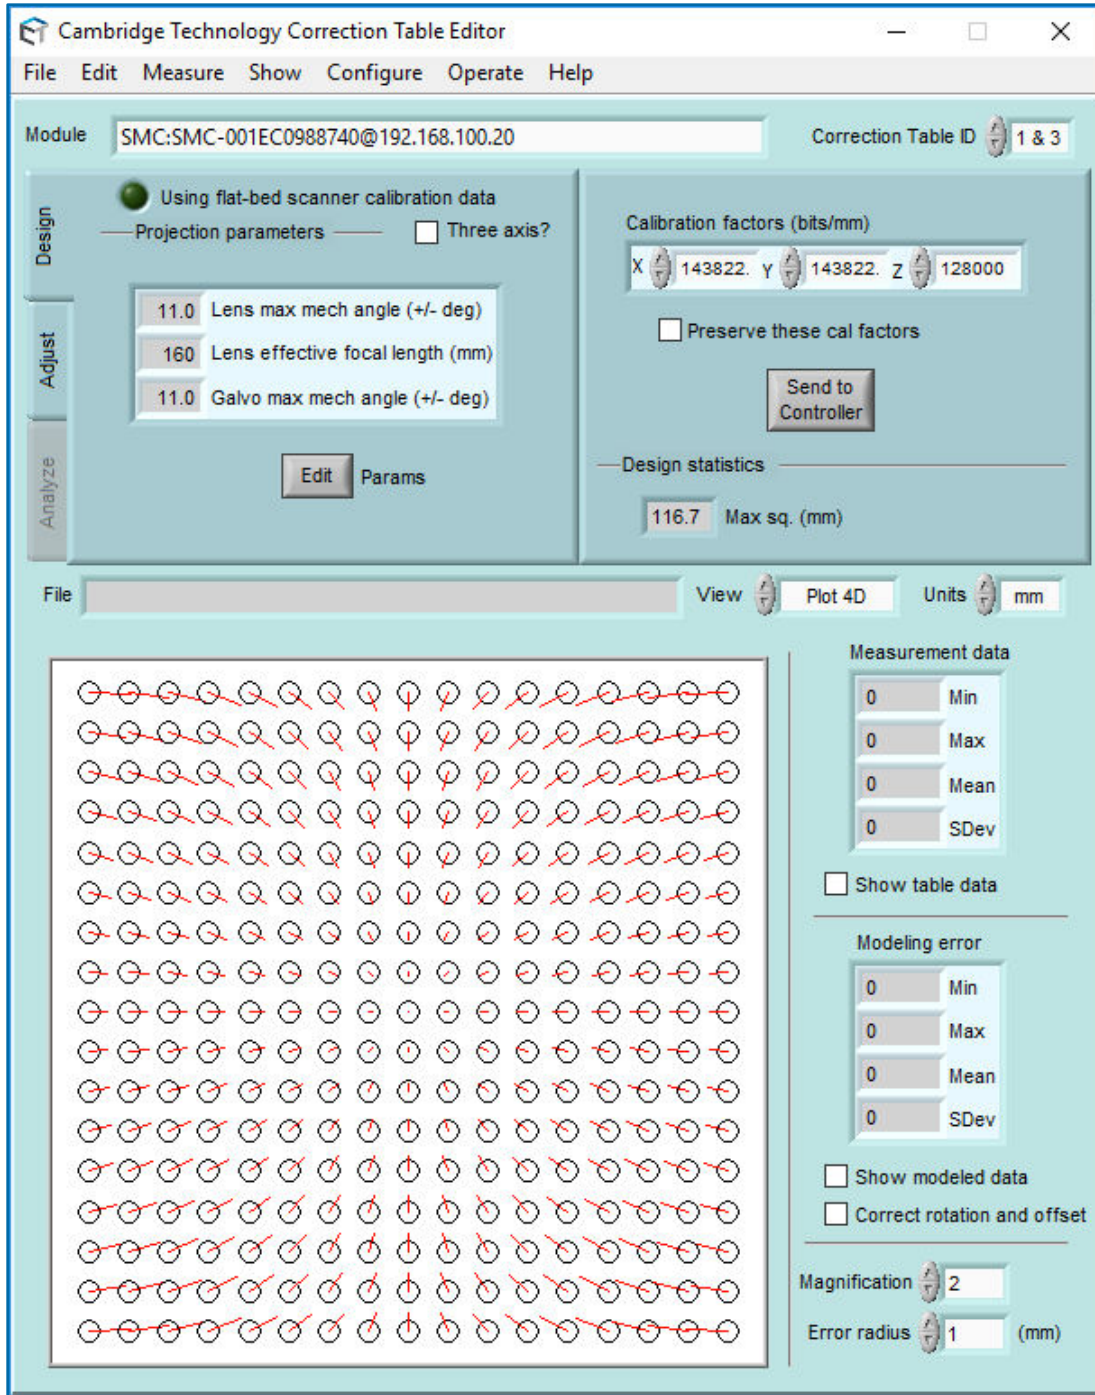 Cambridge Technology Correction Table Editor
File Edit Measure Show Configure Operate Help
Module SMC:SMC-001EC0988740@192.168.100.20 Correction Table ID 1 & 3
Design
Adjust
Analyze
Using flat-bed scanner calibration data
Projection parameters Three axis?
11.0 Lens max mech angle (+/- deg)
160 Lens effective focal length (mm)
11.0 Galvo max mech angle (+/- deg)
Edit Params
Calibration factors (bits/mm)
X 143822. Y 143822. Z 128000
Preserve these cal factors
Send to
Controller
Design statistics
116.7 Max sq. (mm)
File View Plot 4D Units mm
Measurement data
0 Min
0 Max
0 Mean
0 SDev
Show table data
Modeling error
0 Min
0 Max
0 Mean
0 SDev
Show modeled data
Correct rotation and offset
Magnification 2
Error radius 1 (mm)